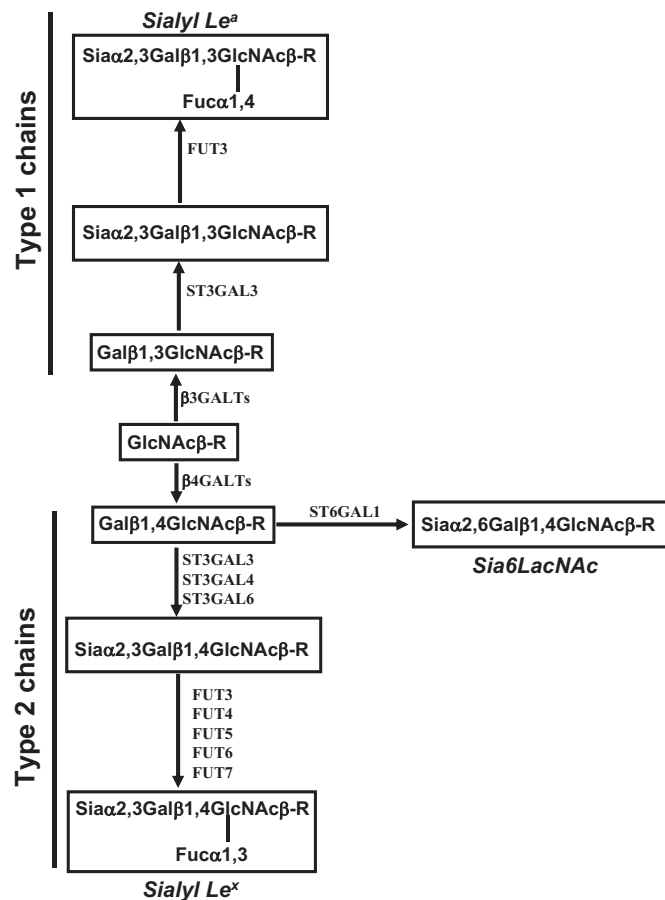 Sialyl Leᵃ
Siaα2,3Galβ1,3GlcNAcβ-R
Fucα1,4
FUT3
Type 1 chains
Siaα2,3Galβ1,3GlcNAcβ-R
ST3GAL3
Galβ1,3GlcNAcβ-R
β3GALTs
GlcNAcβ-R
β4GALTs
Galβ1,4GlcNAcβ-R
ST6GAL1
Siaα2,6Galβ1,4GlcNAcβ-R
Sia6LacNAc
ST3GAL3
ST3GAL4
ST3GAL6
Type 2 chains
Siaα2,3Galβ1,4GlcNAcβ-R
FUT3
FUT4
FUT5
FUT6
FUT7
Siaα2,3Galβ1,4GlcNAcβ-R
Fucα1,3
Sialyl Leˣ